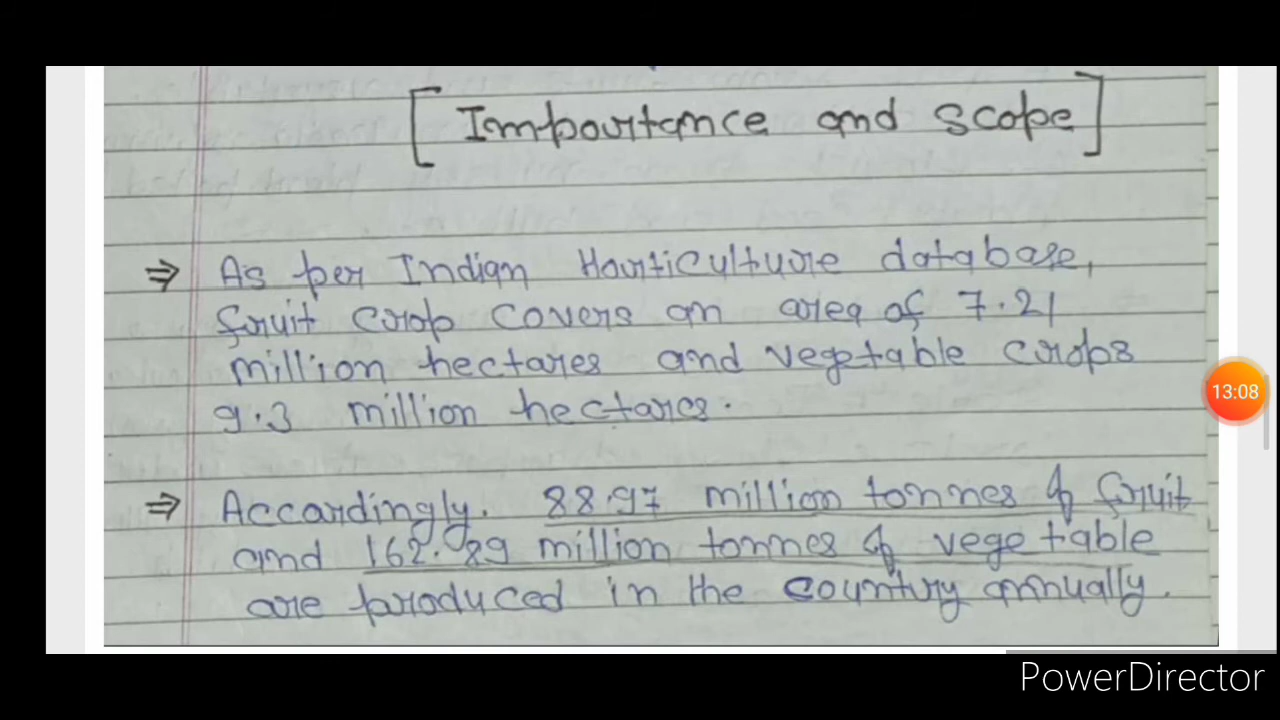 [Importance and scope]
⇒ As per Indian Horticulture database,
fruit crop covers an area of 7.21
million hectares and vegetable crops
9.3 million hectares.
⇒ Accordingly. 88.97 million tonnes of fruit
and 162.89 million tonnes of vegetable
are produced in the country annually.
13:08
PowerDirector